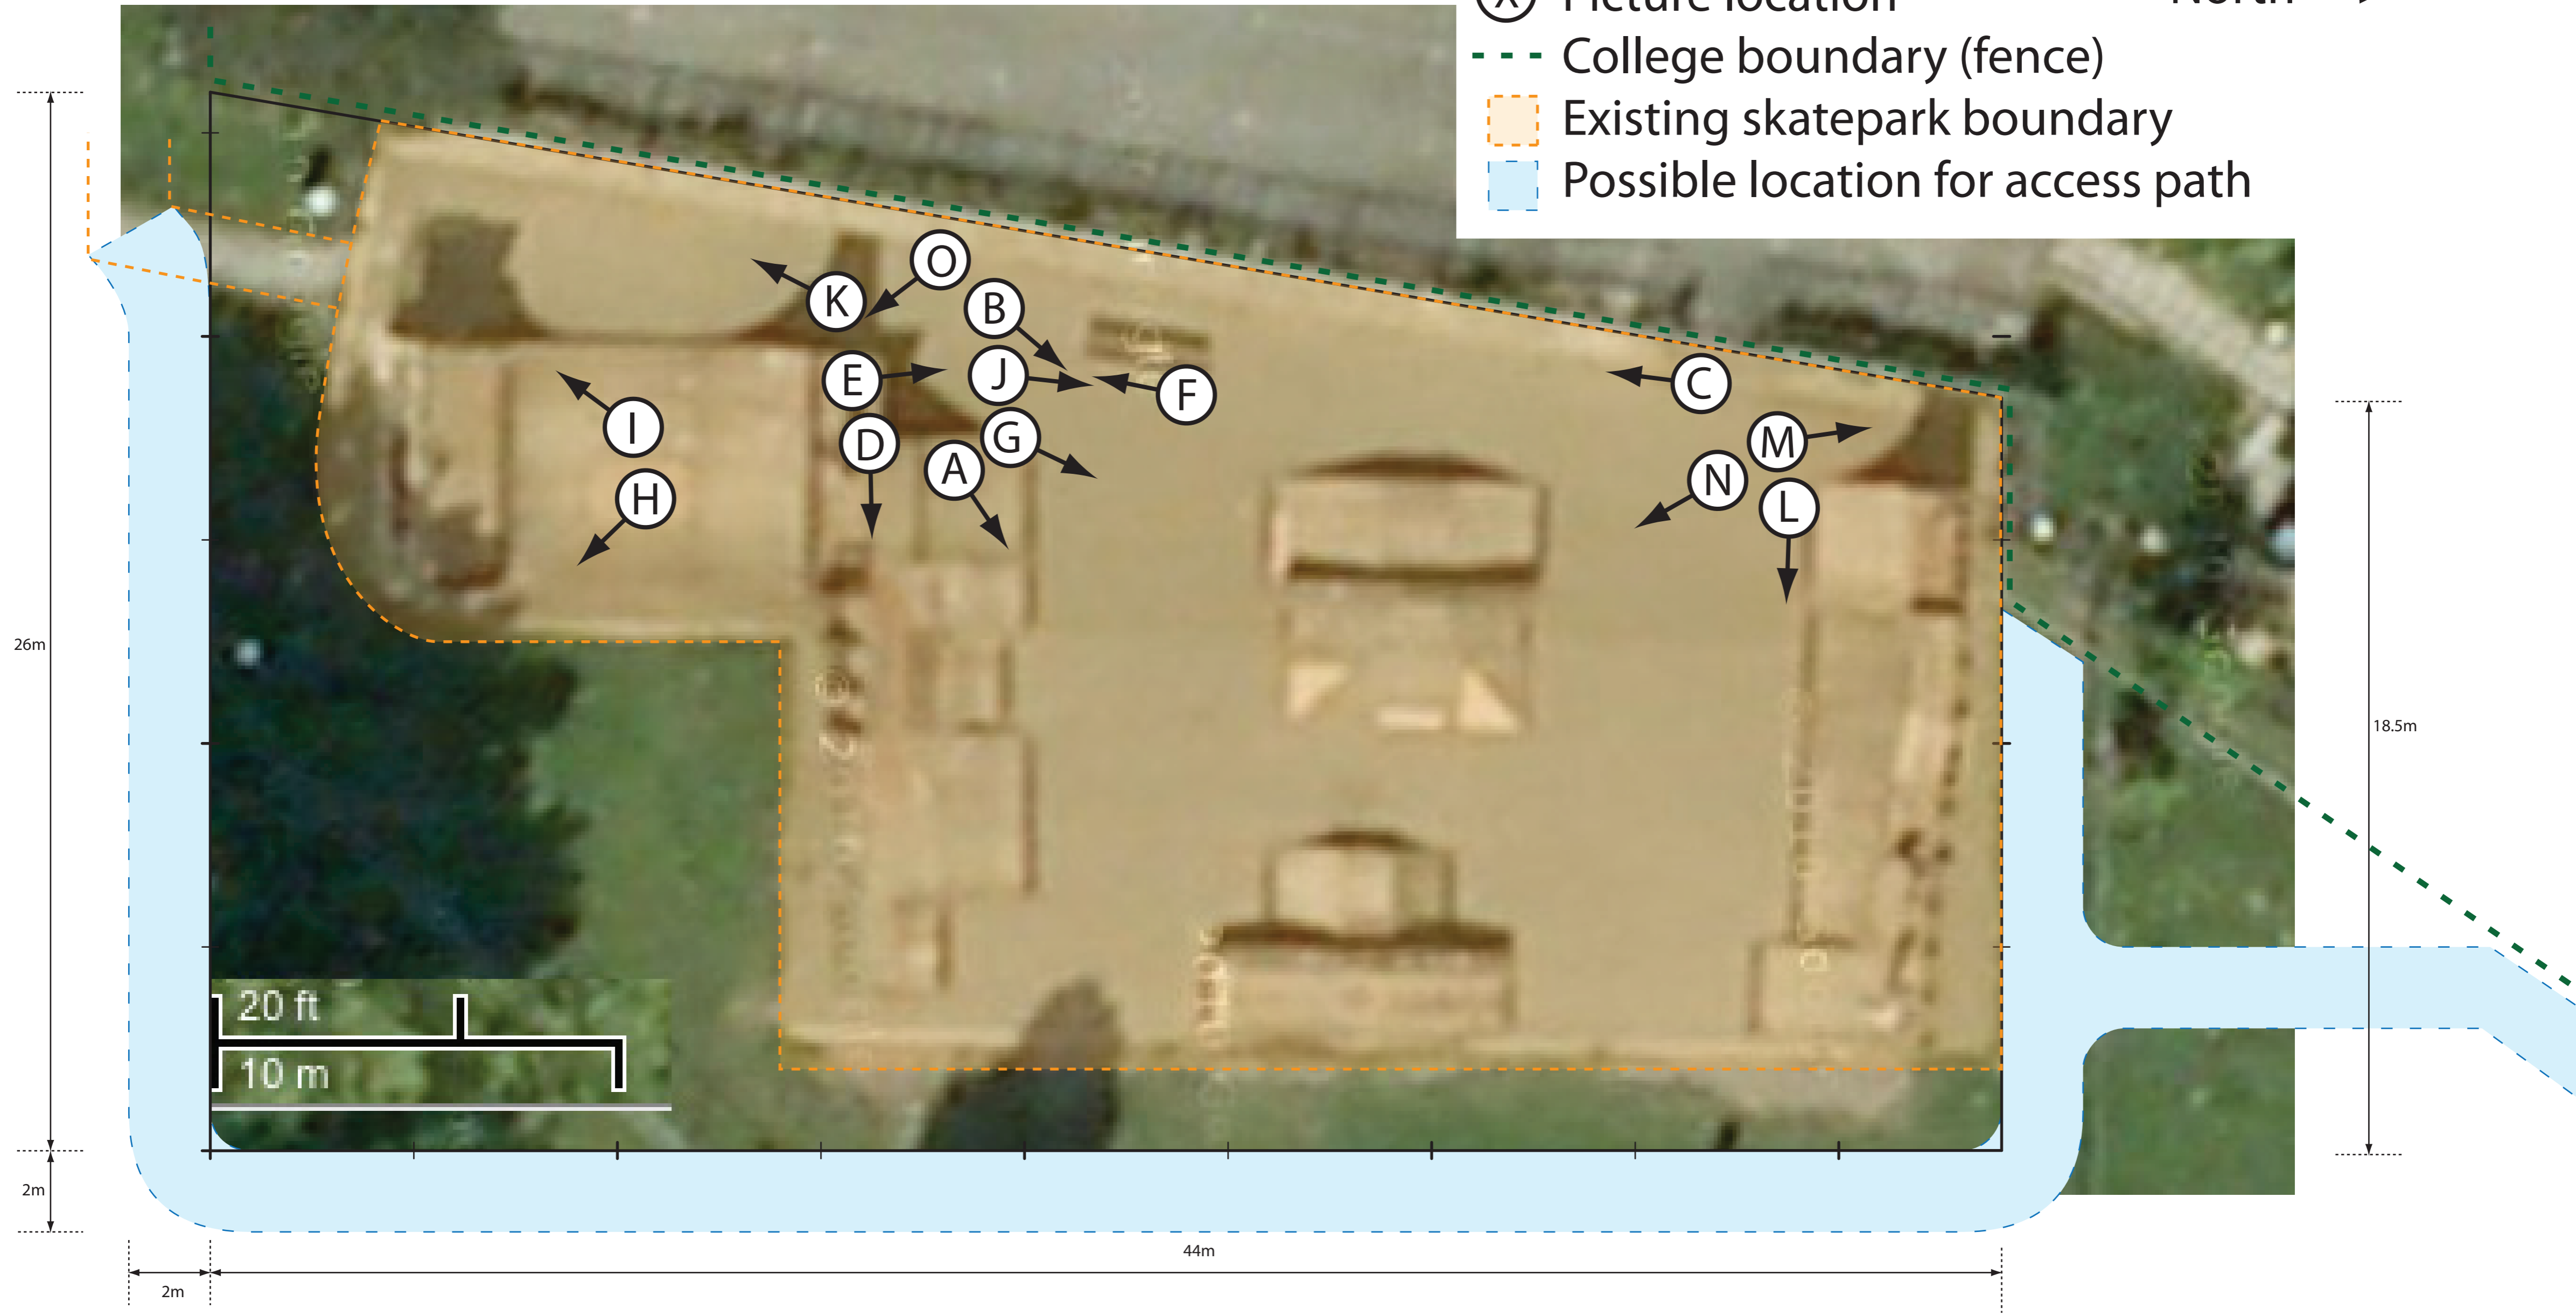 X Picture location
North
College boundary (fence)
Existing skatepark boundary
Possible location for access path
O
K
B
E
J
F
C
I
D
G
M
A
N
H
L
26m
18.5m
20 ft
10 m
2m
44m
2m